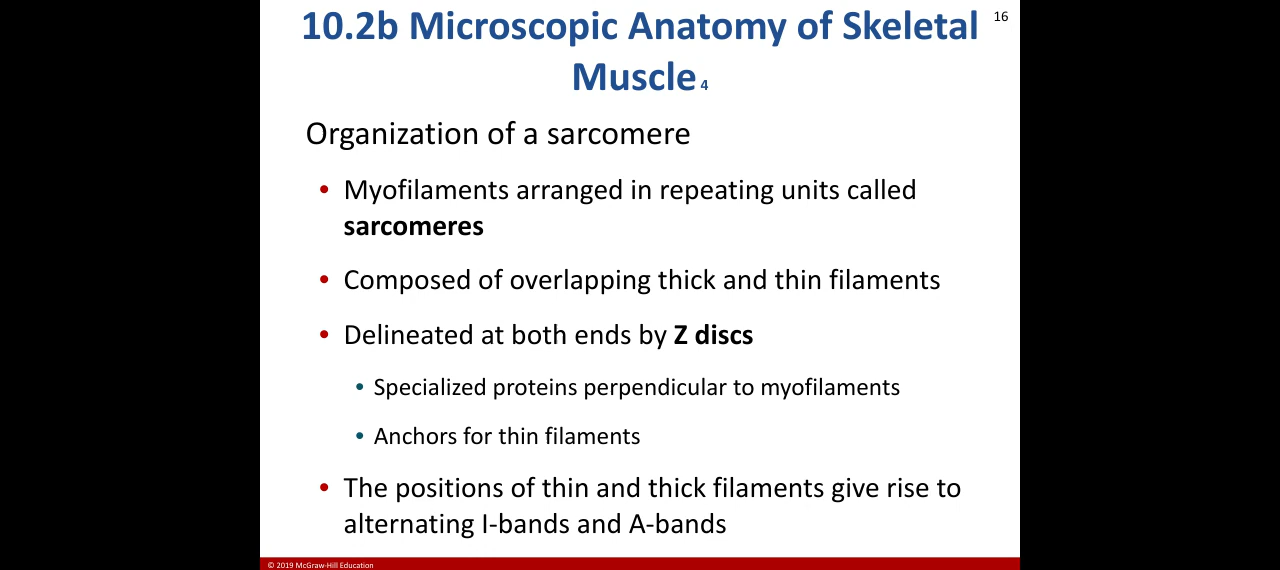 10.2b Microscopic Anatomy of Skeletal
16
Muscle 4
Organization of a sarcomere
• Myofilaments arranged in repeating units called
sarcomeres
• Composed of overlapping thick and thin filaments
• Delineated at both ends by Z discs
• Specialized proteins perpendicular to myofilaments
• Anchors for thin filaments
• The positions of thin and thick filaments give rise to
alternating I-bands and A-bands
© 2019 McGraw-Hill Education